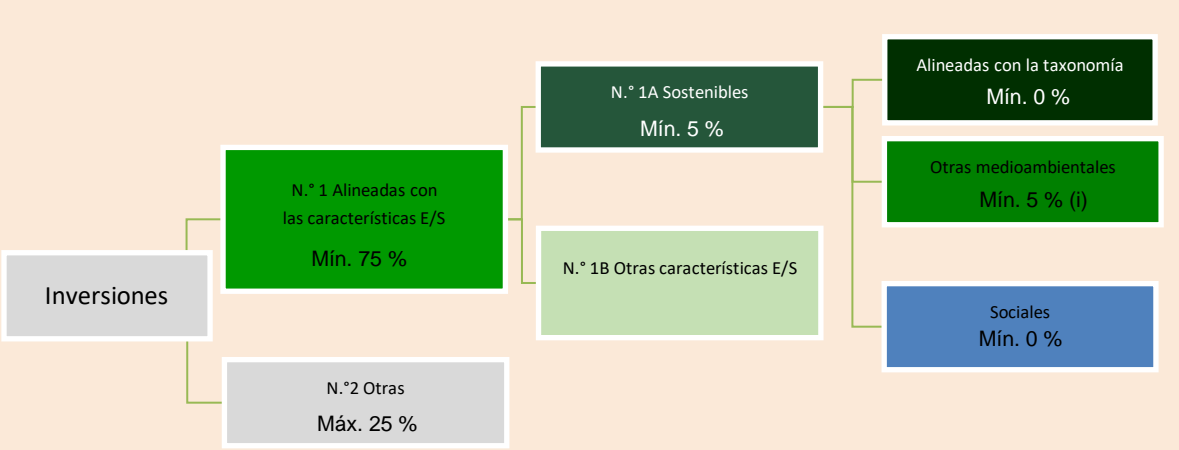 Inversiones
N.° 1 Alineadas con
las características E/S
Mín. 75 %
N.°2 Otras
Máx. 25 %
N.° 1A Sostenibles
Mín. 5 %
N.° 1B Otras características E/S
Alineadas con la taxonomía
Mín. 0 %
Otras medioambientales
Mín. 5 % (i)
Sociales
Mín. 0 %